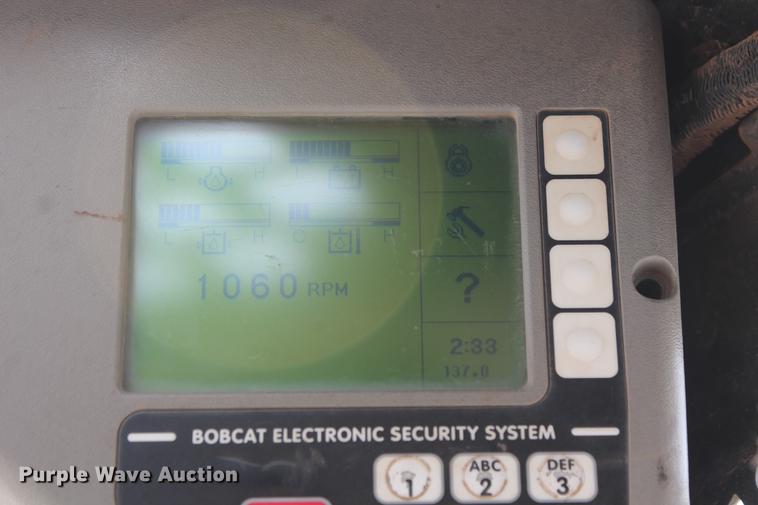 L H L H
L H C H
1060 RPM
?
2:33
137.0
BOBCAT ELECTRONIC SECURITY SYSTEM
1
ABC
2
DEF
3
Purple Wave Auction